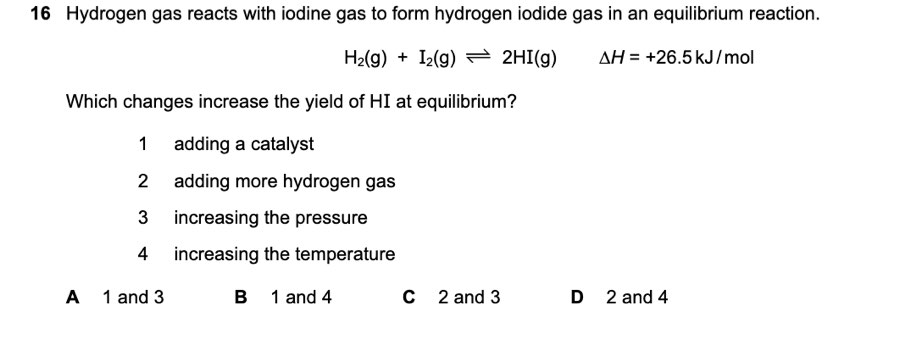 16 Hydrogen gas reacts with iodine gas to form hydrogen iodide gas in an equilibrium reaction.
H₂(g) + I₂(g) ⇌ 2HI(g) ΔH = +26.5 kJ/mol
Which changes increase the yield of HI at equilibrium?
1 adding a catalyst
2 adding more hydrogen gas
3 increasing the pressure
4 increasing the temperature
A 1 and 3 B 1 and 4 C 2 and 3 D 2 and 4